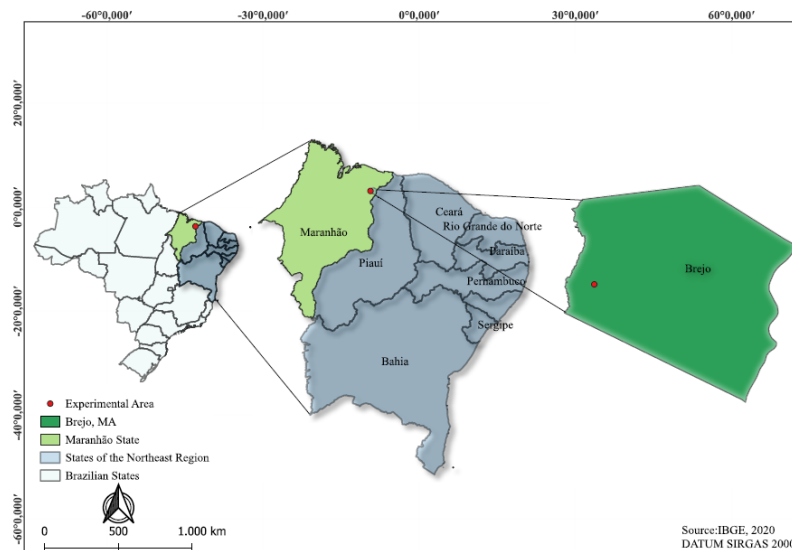 -60°0,000′ -30°0,000′ 0°0,000′ 30°0,000′ 60°0,000′
20°0,000′
0°0,000′
-20°0,000′
-40°0,000′
-60°0,000′
Maranhão
Ceará
Rio Grande do Norte
Paraiba
Piauí
Pernambuco
Sergipe
Bahia
Brejo
Experimental Area
Brejo, MA
Maranhão State
States of the Northeast Region
Brazilian States
0 500 1.000 km
Source:IBGE, 2020
DATUM SIRGAS 2000